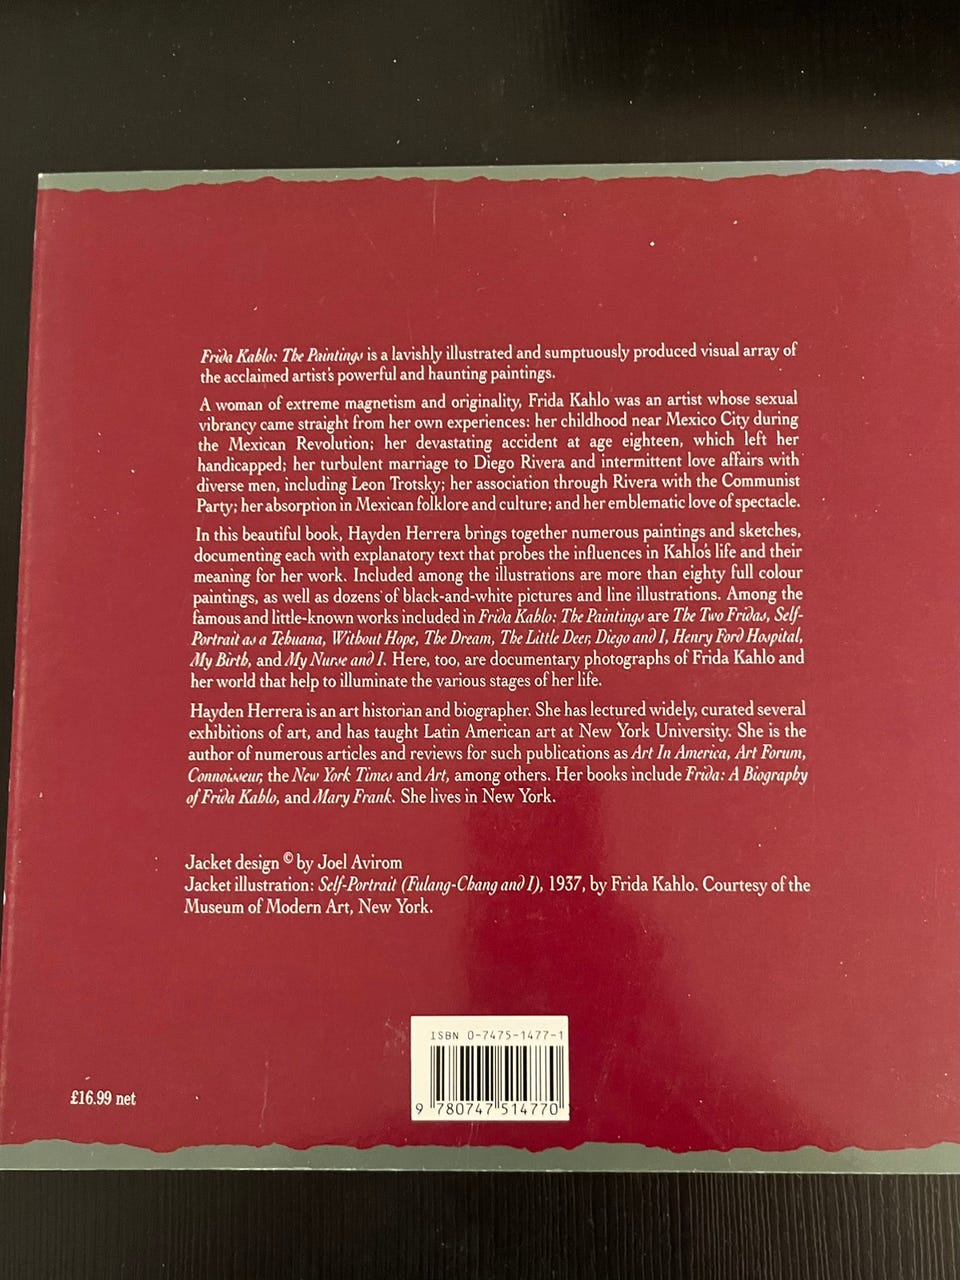 Frida Kahlo: The Paintings is a lavishly illustrated and sumptuously produced visual array of
the acclaimed artist's powerful and haunting paintings.
A woman of extreme magnetism and originality, Frida Kahlo was an artist whose sexual
vibrancy came straight from her own experiences: her childhood near Mexico City during
the Mexican Revolution; her devastating accident at age eighteen, which left her
handicapped; her turbulent marriage to Diego Rivera and intermittent love affairs with
diverse men, including Leon Trotsky; her association through Rivera with the Communist
Party; her absorption in Mexican folklore and culture; and her emblematic love of spectacle.
In this beautiful book, Hayden Herrera brings together numerous paintings and sketches,
documenting each with explanatory text that probes the influences in Kahlo's life and their
meaning for her work. Included among the illustrations are more than eighty full colour
paintings, as well as dozens of black-and-white pictures and line illustrations. Among the
famous and little-known works included in Frida Kahlo: The Paintings are The Two Fridas, Self-
Portrait as a Tehuana, Without Hope, The Dream, The Little Deer, Diego and I, Henry Ford Hospital,
My Birth, and My Nurse and I. Here, too, are documentary photographs of Frida Kahlo and
her world that help to illuminate the various stages of her life.
Hayden Herrera is an art historian and biographer. She has lectured widely, curated several
exhibitions of art, and has taught Latin American art at New York University. She is the
author of numerous articles and reviews for such publications as Art In America, Art Forum,
Connoisseur, the New York Times and Art, among others. Her books include Frida: A Biography
of Frida Kahlo, and Mary Frank. She lives in New York.
Jacket design © by Joel Avirom
Jacket illustration: Self-Portrait (Fulang-Chang and I), 1937, by Frida Kahlo. Courtesy of the
Museum of Modern Art, New York.
ISBN 0-7475-1477-1
9 780747 514770
£16.99 net